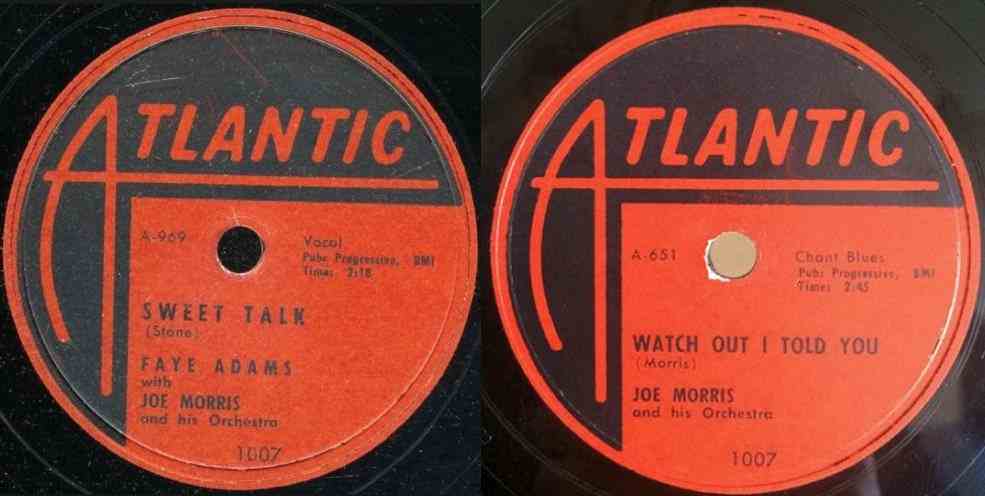 ATLANTIC
A-969
Vocal
Pub: Progressive, BMI
Time: 2:18
SWEET TALK
(Stone)
FAYE ADAMS
with
JOE MORRIS
and his Orchestra
1007
ATLANTIC
A-651
Chant Blues
Pub: Progressive, BMI
Time: 2:45
WATCH OUT I TOLD YOU
(Morris)
JOE MORRIS
and his Orchestra
1007